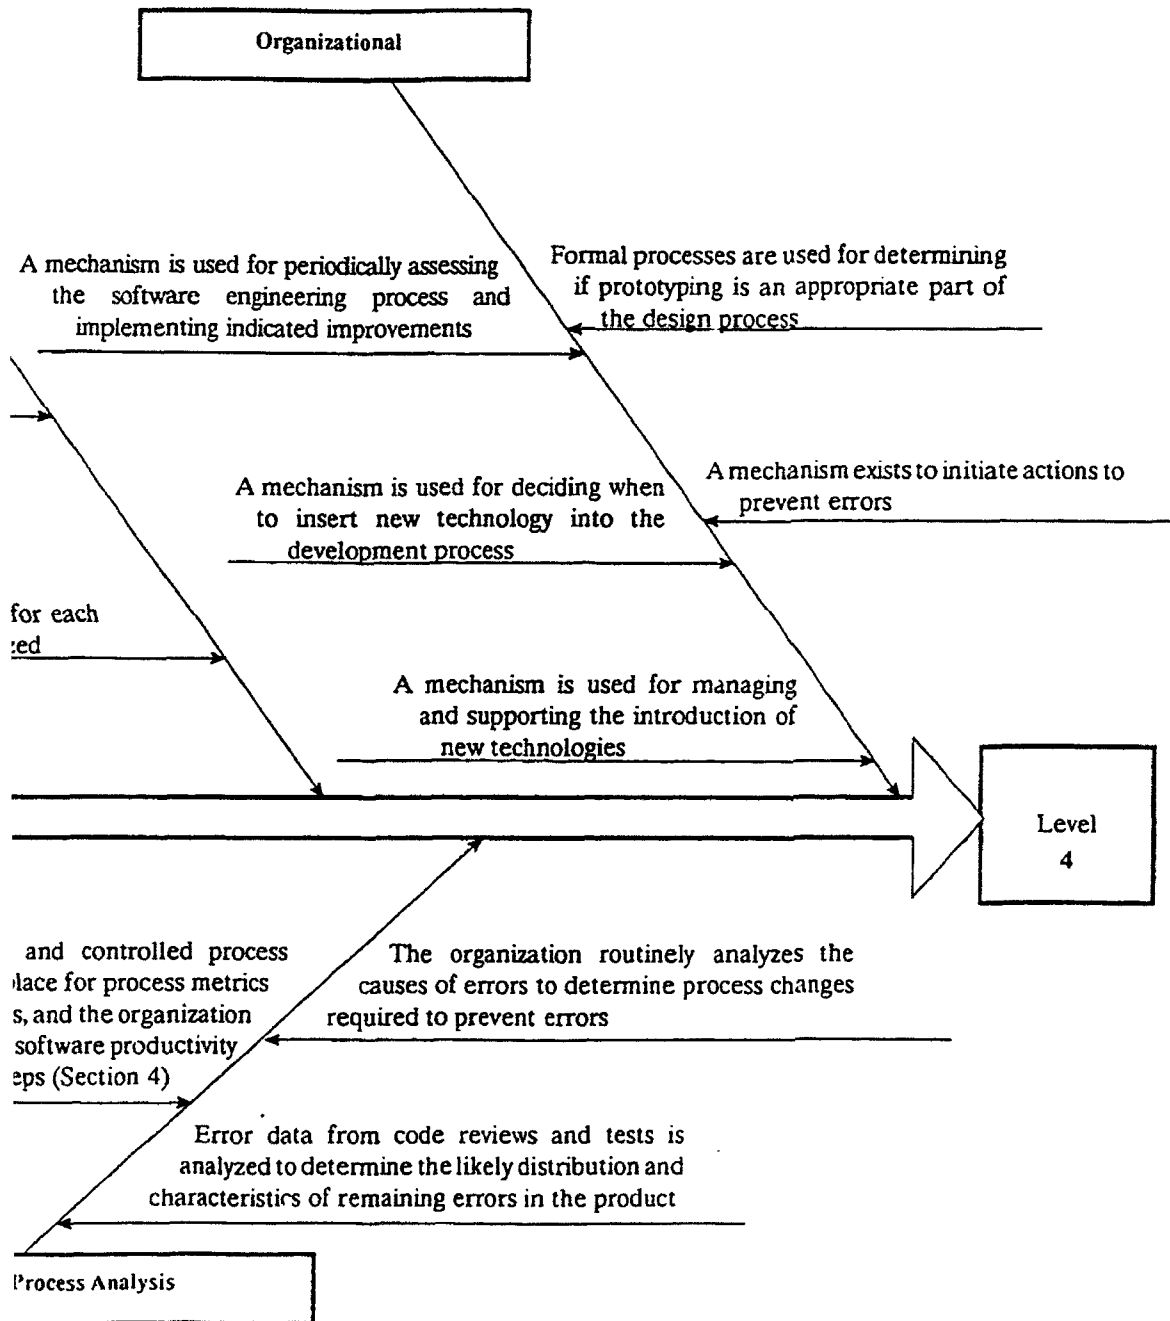 Organizational
A mechanism is used for periodically assessing
the software engineering process and
implementing indicated improvements
Formal processes are used for determining
if prototyping is an appropriate part of
the design process
A mechanism is used for deciding when
to insert new technology into the
development process
A mechanism exists to initiate actions to
prevent errors
for each
A mechanism is used for managing
and supporting the introduction of
new technologies
Level
4
and controlled process
place for process metrics
s, and the organization
software productivity
eps (Section 4)
The organization routinely analyzes the
causes of errors to determine process changes
required to prevent errors
Error data from code reviews and tests is
analyzed to determine the likely distribution and
characteristics of remaining errors in the product
Process Analysis